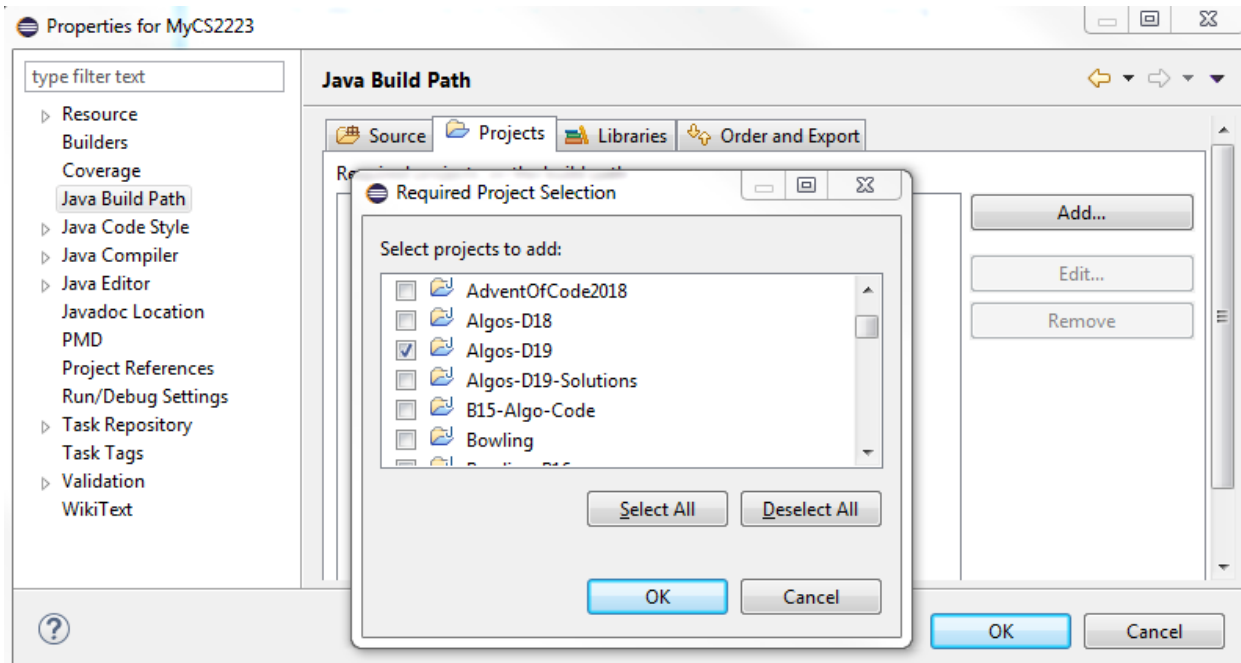 Properties for MyCS2223
type filter text
Resource
Builders
Coverage
Java Build Path
Java Code Style
Java Compiler
Java Editor
Javadoc Location
PMD
Project References
Run/Debug Settings
Task Repository
Task Tags
Validation
WikiText
Java Build Path
Source Projects Libraries Order and Export
Add...
Edit...
Remove
Required Project Selection
Select projects to add:
AdventOfCode2018
Algos-D18
Algos-D19
Algos-D19-Solutions
B15-Algo-Code
Bowling
Select All Deselect All
OK Cancel
OK Cancel